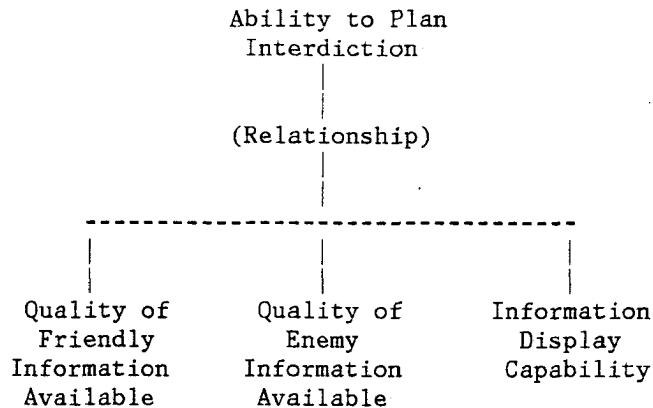 Ability to Plan
Interdiction
(Relationship)
Quality of
Friendly
Information
Available
Quality of
Enemy
Information
Available
Information
Display
Capability